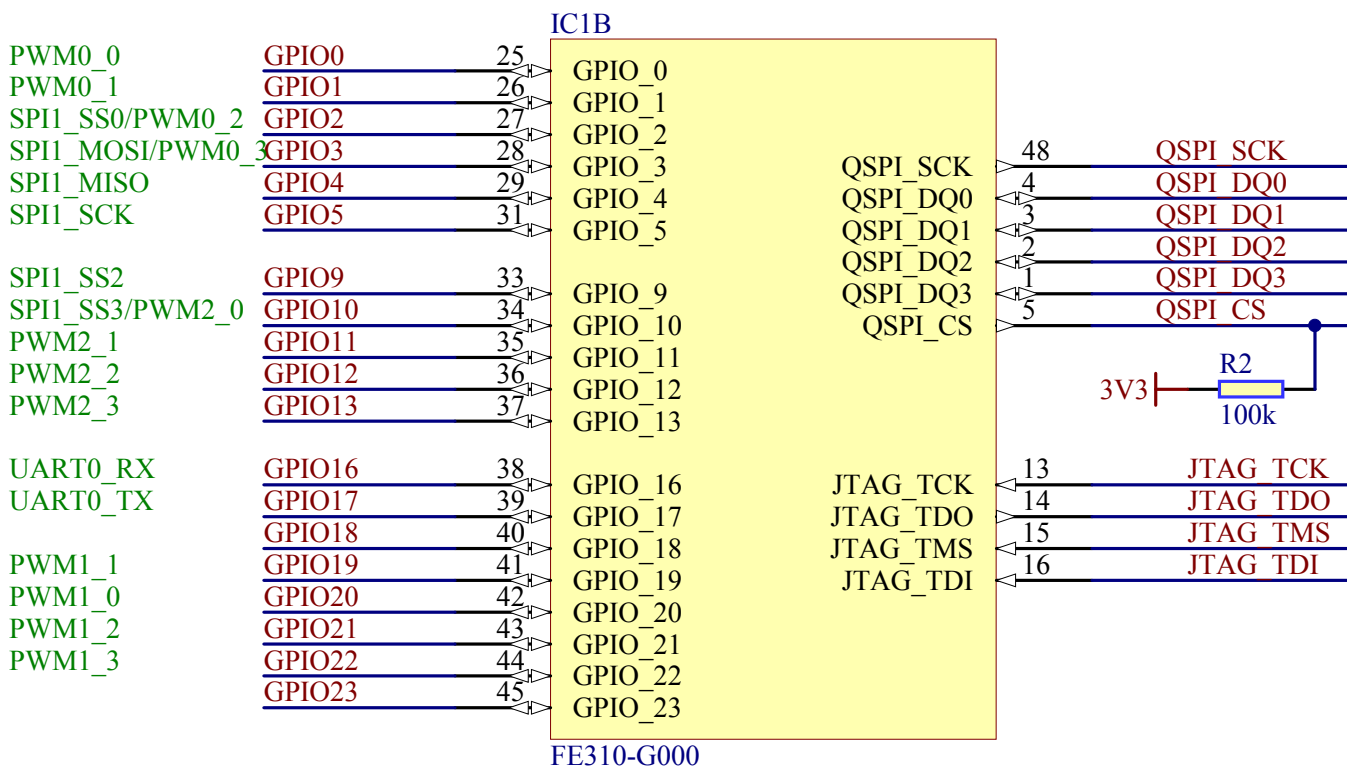 IC1B
PWM0_0 GPIO0 25 GPIO_0
PWM0_1 GPIO1 26 GPIO_1
SPI1_SS0/PWM0_2 GPIO2 27 GPIO_2
SPI1_MOSI/PWM0_3 GPIO3 28 GPIO_3 QSPI_SCK 48 QSPI_SCK
SPI1_MISO GPIO4 29 GPIO_4 QSPI_DQ0 4 QSPI_DQ0
SPI1_SCK GPIO5 31 GPIO_5 QSPI_DQ1 3 QSPI_DQ1
QSPI_DQ2 2 QSPI_DQ2
SPI1_SS2 GPIO9 33 GPIO_9 QSPI_DQ3 1 QSPI_DQ3
SPI1_SS3/PWM2_0 GPIO10 34 GPIO_10 QSPI_CS 5 QSPI_CS
PWM2_1 GPIO11 35 GPIO_11
PWM2_2 GPIO12 36 GPIO_12
PWM2_3 GPIO13 37 GPIO_13
R2
3V3
100k
UART0_RX GPIO16 38 GPIO_16 JTAG_TCK 13 JTAG_TCK
UART0_TX GPIO17 39 GPIO_17 JTAG_TDO 14 JTAG_TDO
GPIO18 40 GPIO_18 JTAG_TMS 15 JTAG_TMS
PWM1_1 GPIO19 41 GPIO_19 JTAG_TDI 16 JTAG_TDI
PWM1_0 GPIO20 42 GPIO_20
PWM1_2 GPIO21 43 GPIO_21
PWM1_3 GPIO22 44 GPIO_22
GPIO23 45 GPIO_23
FE310-G000